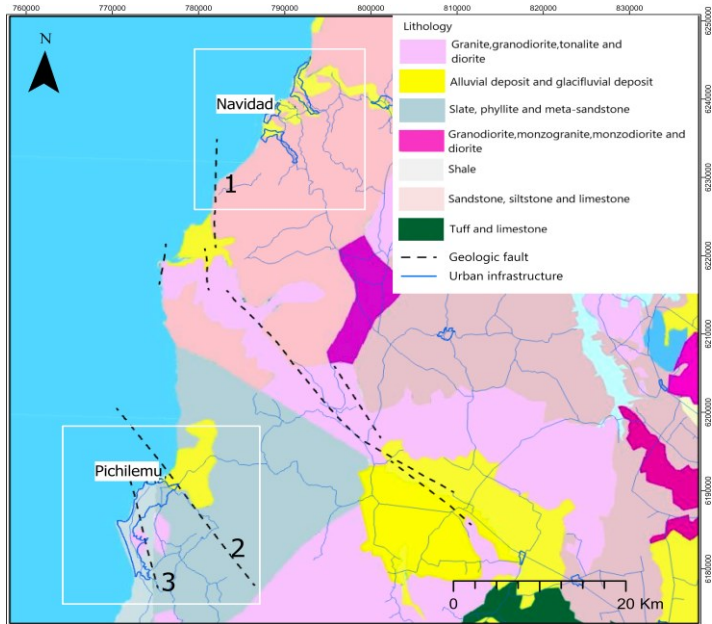 760000 770000 780000 790000 800000 810000 820000 830000
N
Lithology
Granite,granodiorite,tonalite and
diorite
Alluvial deposit and glacifluvial deposit
Slate, phyllite and meta-sandstone
Granodiorite,monzogranite,monzodiorite and
diorite
Shale
Sandstone, siltstone and limestone
Tuff and limestone
Geologic fault
Urban infrastructure
Navidad
1
Pichilemu
2
3
0 20 Km
6250000
6240000
6230000
6220000
6210000
6200000
6190000
6180000